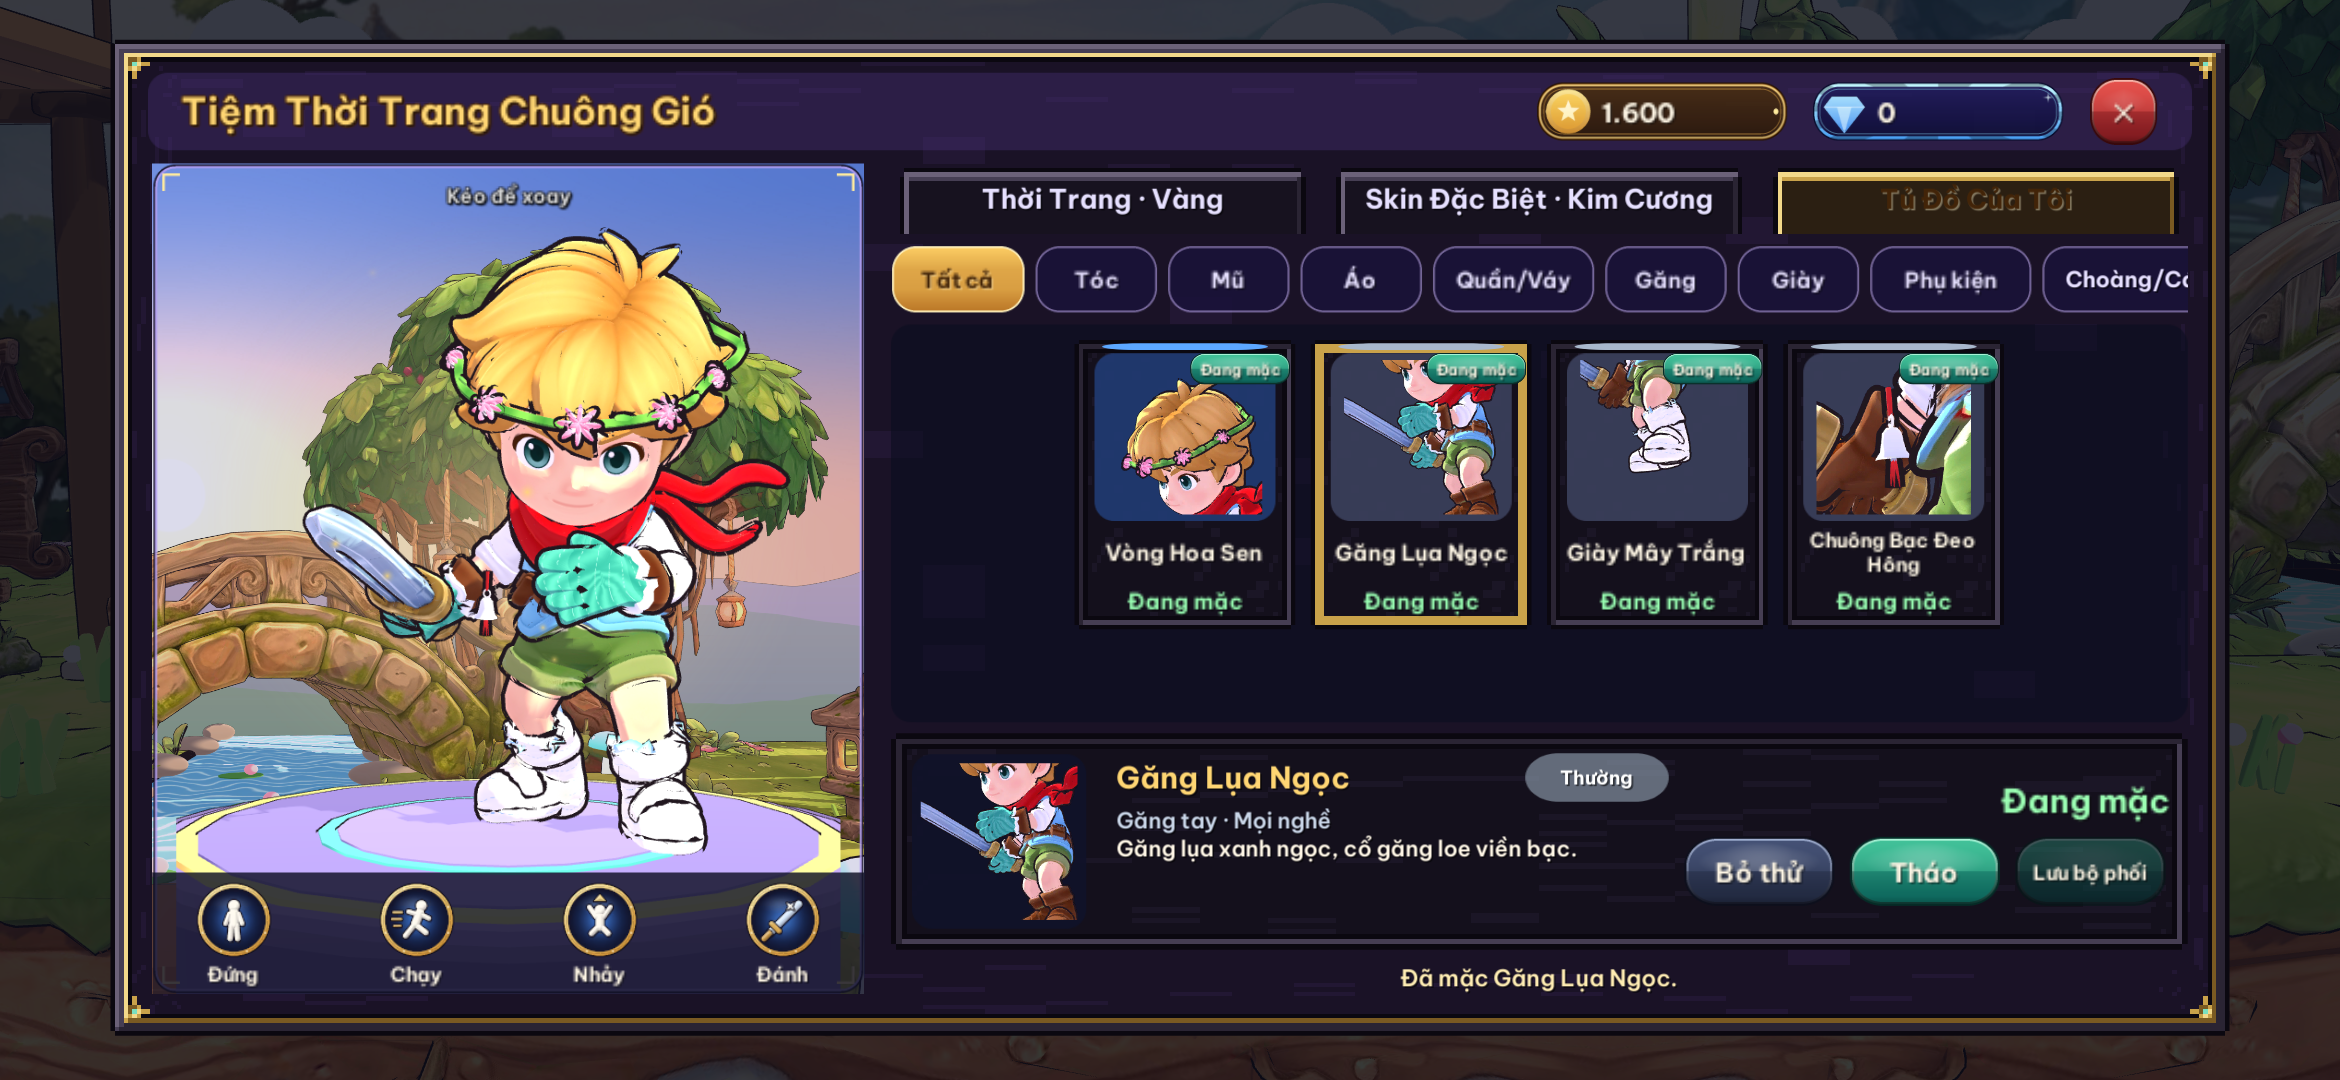 Tiệm Thời Trang Chuông Gió
1.600
0
Kéo để xoay
Thời Trang · Vàng
Skin Đặc Biệt · Kim Cương
Tủ Đồ Của Tôi
Tất cả
Tóc
Mũ
Áo
Quần/Váy
Găng
Giày
Phụ kiện
Choàng/Cá
Đang mặc
Đang mặc
Đang mặc
Đang mặc
Vòng Hoa Sen
Găng Lụa Ngọc
Giày Mây Trắng
Chuông Bạc Đeo
Hông
Đang mặc
Đang mặc
Đang mặc
Đang mặc
Găng Lụa Ngọc
Thường
Găng tay · Mọi nghề
Găng lụa xanh ngọc, cổ găng loe viền bạc.
Đang mặc
Bỏ thử
Tháo
Lưu bộ phối
Đứng
Chạy
Nhảy
Đánh
Đã mặc Găng Lụa Ngọc.